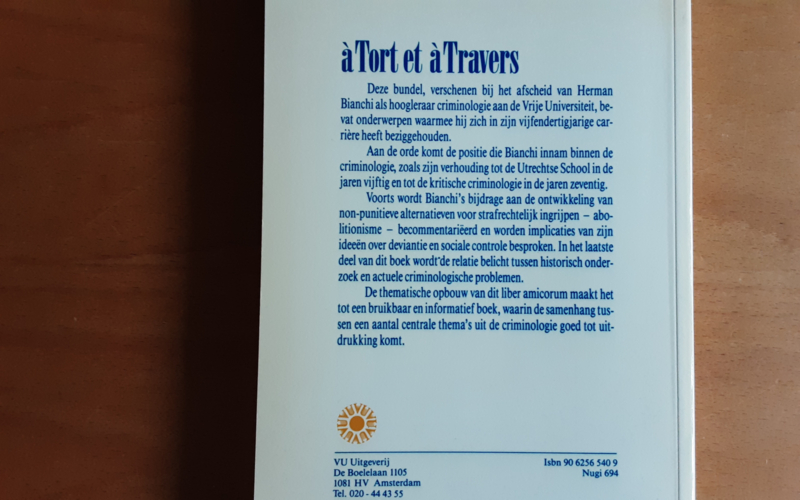 à Tort et à Travers
Deze bundel, verschenen bij het afscheid van Herman
Bianchi als hoogleraar criminologie aan de Vrije Universiteit, be-
vat onderwerpen waarmee hij zich in zijn vijfendertigjarige car-
rière heeft beziggehouden.
Aan de orde komt de positie die Bianchi innam binnen de
criminologie, zoals zijn verhouding tot de Utrechtse School in de
jaren vijftig en tot de kritische criminologie in de jaren zeventig.
Voorts wordt Bianchi's bijdrage aan de ontwikkeling van
non-punitieve alternatieven voor strafrechtelijk ingrijpen – abo-
litionisme – becommentariëerd en worden implicaties van zijn
ideeën over deviantie en sociale controle besproken. In het laatste
deel van dit boek wordt de relatie belicht tussen historisch onder-
zoek en actuele criminologische problemen.
De thematische opbouw van dit liber amicorum maakt het
tot een bruikbaar en informatief boek, waarin de samenhang tus-
sen een aantal centrale thema's uit de criminologie goed tot uit-
drukking komt.
VU Uitgeverij
De Boelelaan 1105
1081 HV Amsterdam
Tel. 020 - 44 43 55
Isbn 90 6256 540 9
Nugi 694